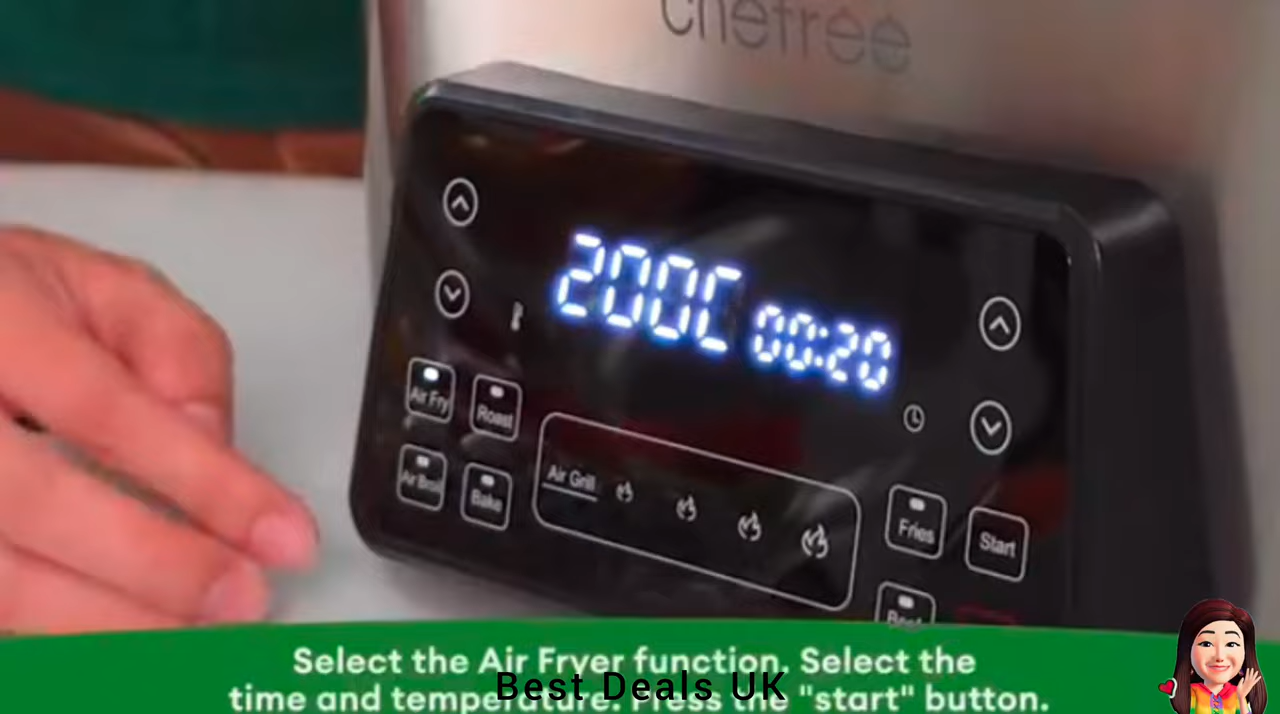 Chefree
200C 00:20
Air Fry Roast
Air Broil Bake
Air Grill
Fries Start
Select the Air Fryer function. Select the
time and temperature. Press the "start" button.
Best Deals UK